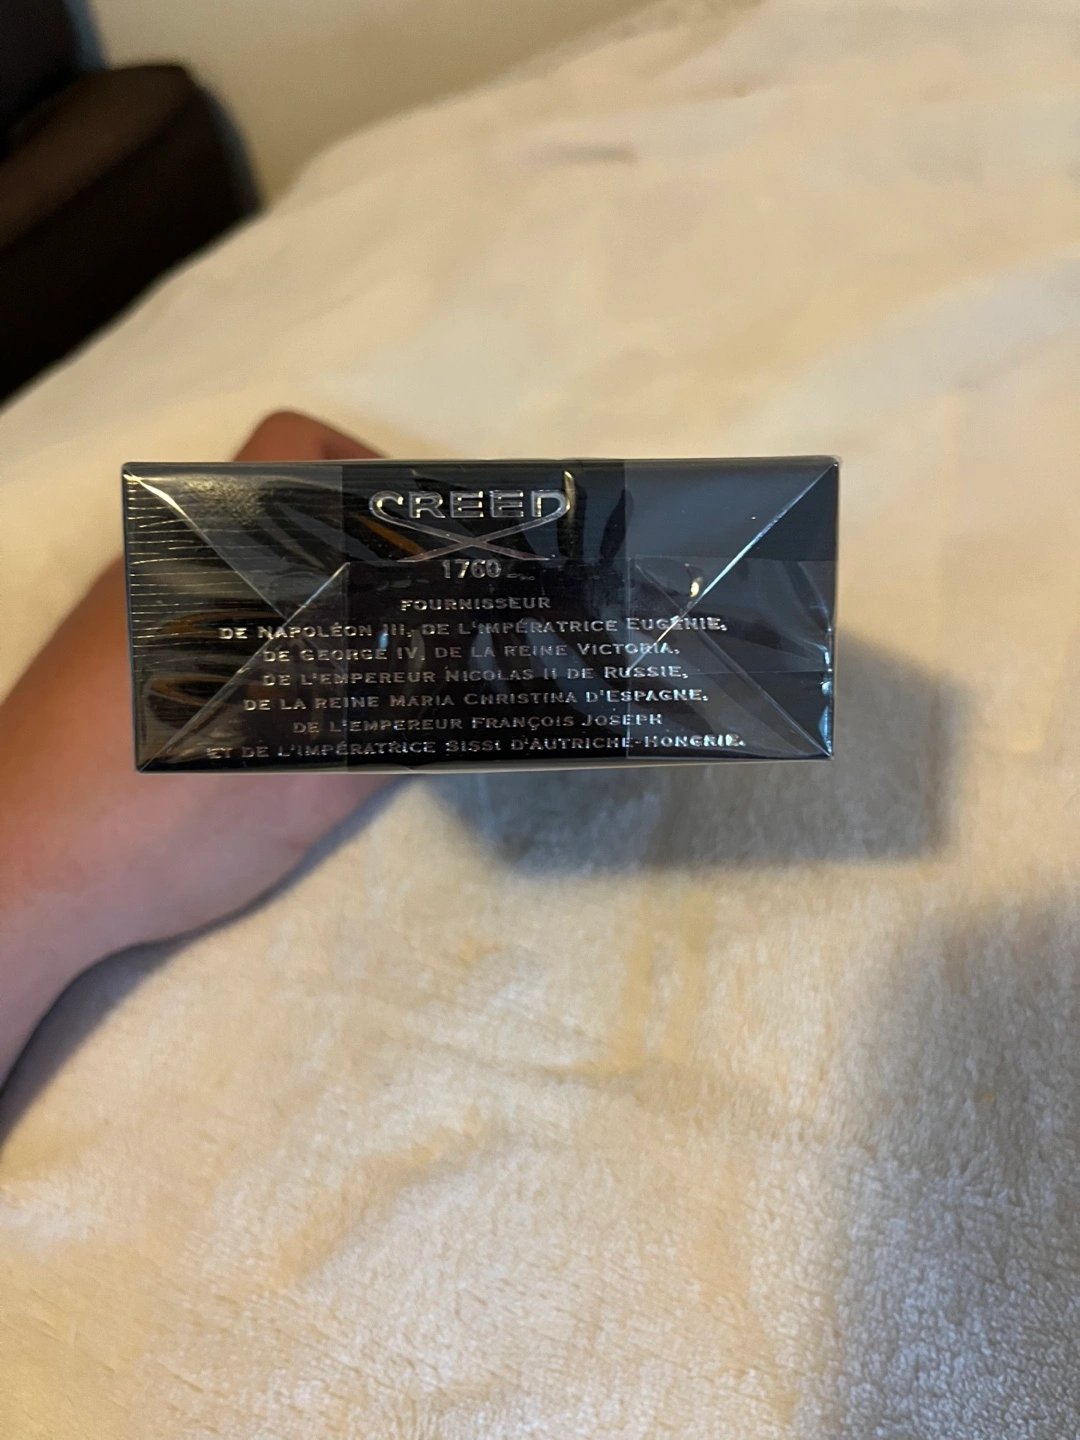 CREED
1760
FOURNISSEUR
DE NAPOLÉON III, DE L'IMPÉRATRICE EUGÉNIE,
DE GEORGE IV, DE LA REINE VICTORIA,
DE L'EMPEREUR NICOLAS II DE RUSSIE,
DE LA REINE MARIA CHRISTINA D'ESPAGNE,
DE L'EMPEREUR FRANÇOIS JOSEPH
ET DE L'IMPÉRATRICE SISSI D'AUTRICHE-HONGRIE.